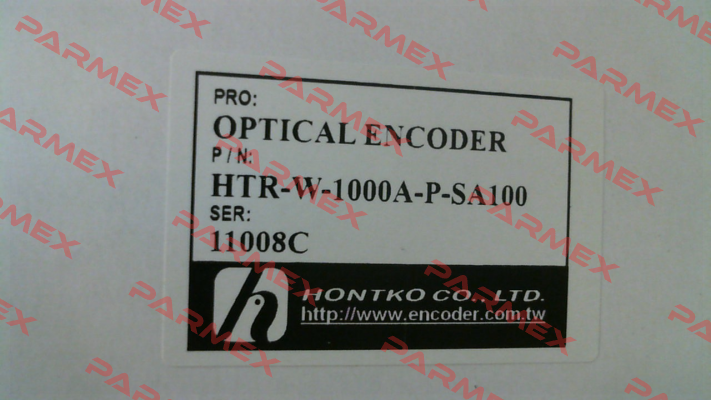 PRO:
OPTICAL ENCODER
P/N:
HTR-W-1000A-P-SA100
SER:
11008C
h
HONTKO CO., LTD.
http://www.encoder.com.tw
PARMEX